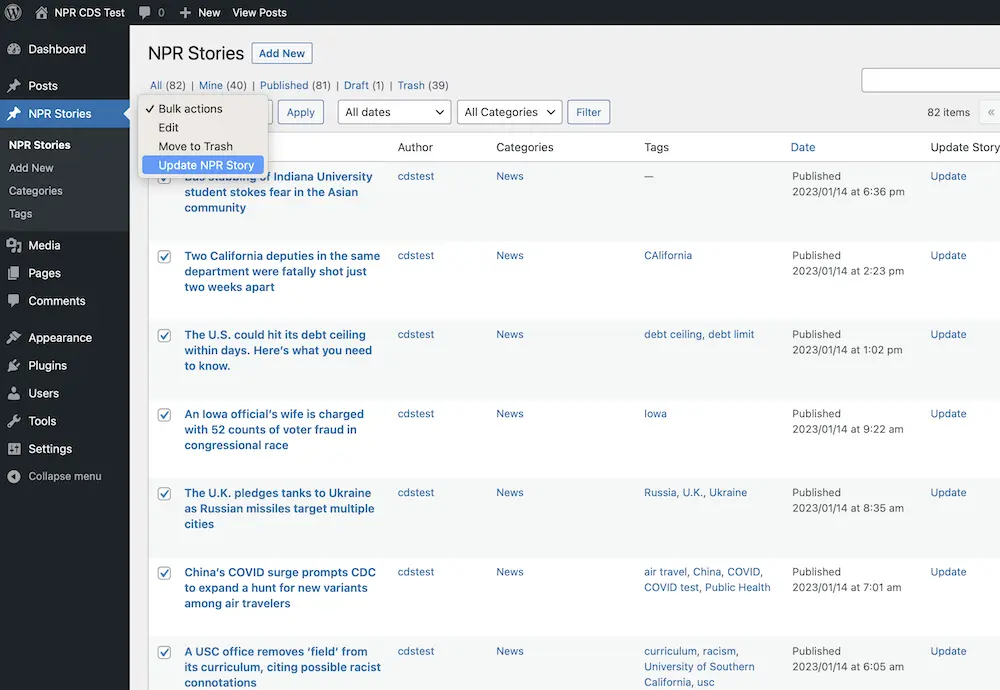 NPR CDS Test 0 New View Posts
Dashboard
Posts
NPR Stories
NPR Stories
Add New
Categories
Tags
Media
Pages
Comments
Appearance
Plugins
Users
Tools
Settings
Collapse menu
NPR Stories Add New
All (82) | Mine (40) | Published (81) | Draft (1) | Trash (39)
Bulk actions
Edit
Move to Trash
Update NPR Story
Apply All dates All Categories Filter 82 items «
Author Categories Tags Date Update Story
Bus stabbing of Indiana University cdstest News — Published Update
student stokes fear in the Asian 2023/01/14 at 6:36 pm
community
Two California deputies in the same cdstest News CAlifornia Published Update
department were fatally shot just 2023/01/14 at 2:23 pm
two weeks apart
The U.S. could hit its debt ceiling cdstest News debt ceiling, debt limit Published Update
within days. Here’s what you need 2023/01/14 at 1:02 pm
to know.
An Iowa official’s wife is charged cdstest News Iowa Published Update
with 52 counts of voter fraud in 2023/01/14 at 9:22 am
congressional race
The U.K. pledges tanks to Ukraine cdstest News Russia, U.K., Ukraine Published Update
as Russian missiles target multiple 2023/01/14 at 8:35 am
cities
China’s COVID surge prompts CDC cdstest News air travel, China, COVID, Published Update
to expand a hunt for new variants COVID test, Public Health 2023/01/14 at 7:01 am
among air travelers
A USC office removes ‘field’ from cdstest News curriculum, racism, Published Update
its curriculum, citing possible racist University of Southern 2023/01/14 at 6:05 am
connotations California, usc